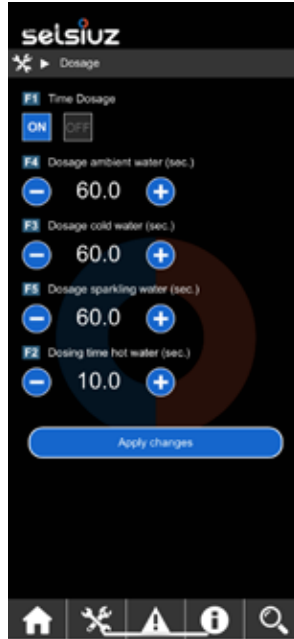 selsiuz
Dosage
F1 Time Dosage
ON OFF
F4 Dosage ambient water (sec.)
60.0
F3 Dosage cold water (sec.)
60.0
F5 Dosage sparkling water (sec.)
60.0
F2 Dosing time hot water (sec.)
10.0
Apply changes